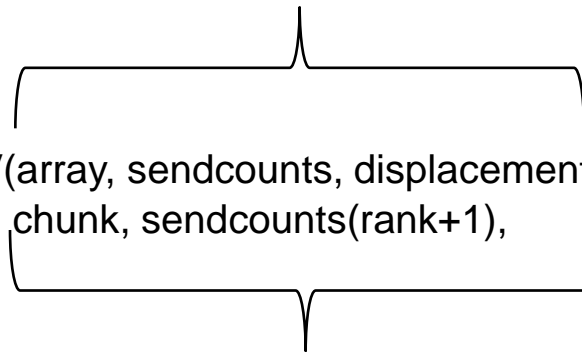 (array, sendcounts, displacement
chunk, sendcounts(rank+1),